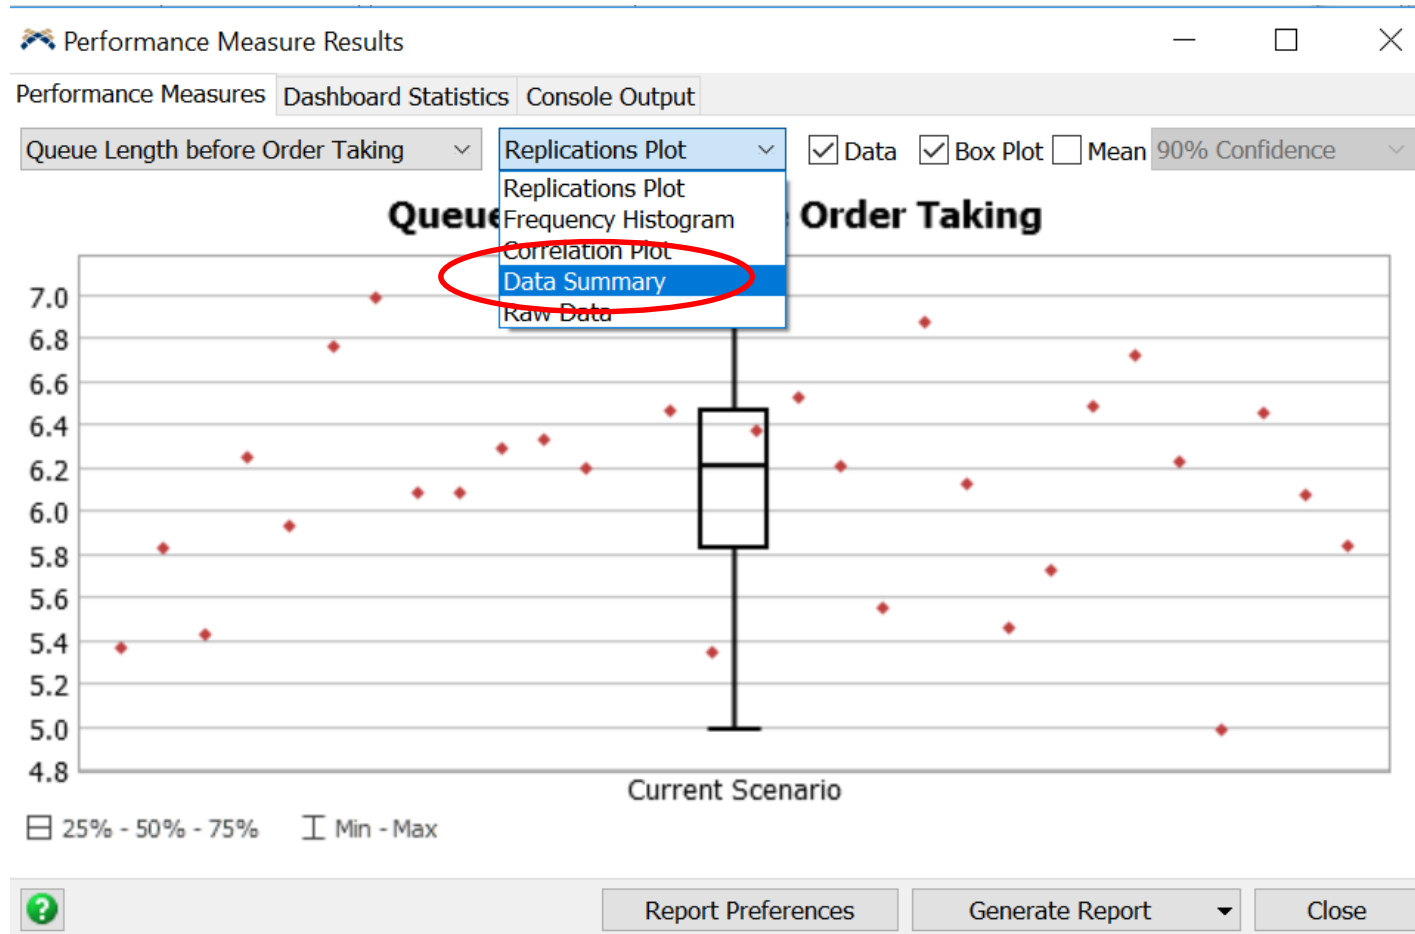 Performance Measure Results
Performance Measures Dashboard Statistics Console Output
Queue Length before Order Taking Replications Plot Data Box Plot Mean 90% Confidence
Replications Plot
Frequency Histogram
Correlation Plot
Data Summary
Raw Data
Queue Order Taking
7.0
6.8
6.6
6.4
6.2
6.0
5.8
5.6
5.4
5.2
5.0
4.8
Current Scenario
25% - 50% - 75% Min - Max
Report Preferences Generate Report Close